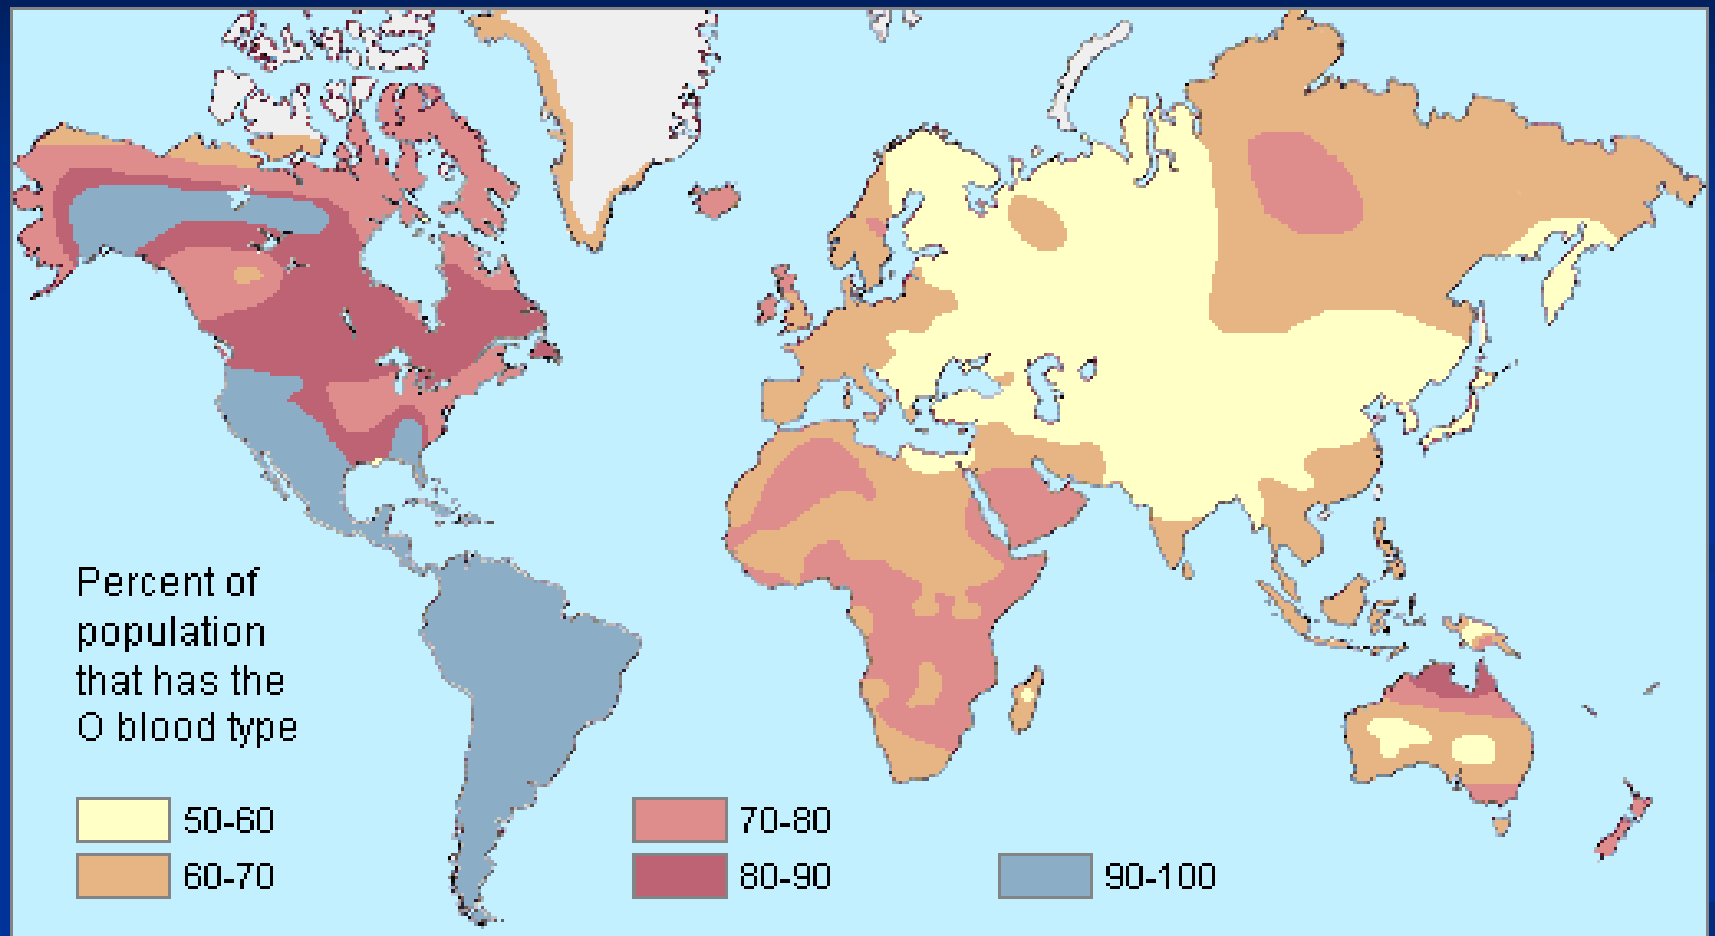 Percent of
population
that has the
O blood type
50-60
60-70
70-80
80-90
90-100